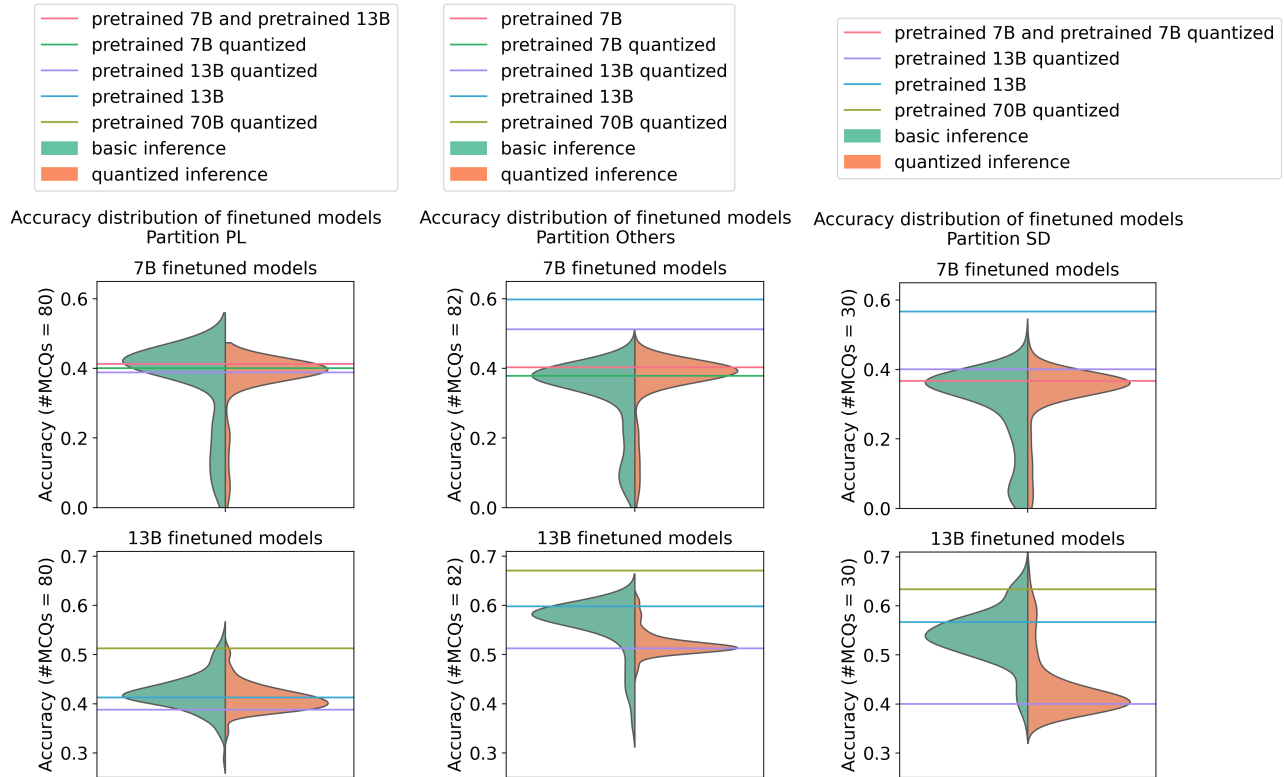 pretrained 7B and pretrained 13B
pretrained 7B quantized
pretrained 13B quantized
pretrained 13B
pretrained 70B quantized
basic inference
quantized inference
Accuracy distribution of finetuned models
Partition PL
7B finetuned models
Accuracy (#MCQs = 80)
0.6
0.4
0.2
0.0
13B finetuned models
Accuracy (#MCQs = 80)
0.7
0.6
0.5
0.4
0.3
pretrained 7B
pretrained 7B quantized
pretrained 13B quantized
pretrained 13B
pretrained 70B quantized
basic inference
quantized inference
Accuracy distribution of finetuned models
Partition Others
7B finetuned models
Accuracy (#MCQs = 82)
0.6
0.4
0.2
0.0
13B finetuned models
Accuracy (#MCQs = 82)
0.7
0.6
0.5
0.4
0.3
pretrained 7B and pretrained 7B quantized
pretrained 13B quantized
pretrained 13B
pretrained 70B quantized
basic inference
quantized inference
Accuracy distribution of finetuned models
Partition SD
7B finetuned models
Accuracy (#MCQs = 30)
0.6
0.4
0.2
0.0
13B finetuned models
Accuracy (#MCQs = 30)
0.7
0.6
0.5
0.4
0.3